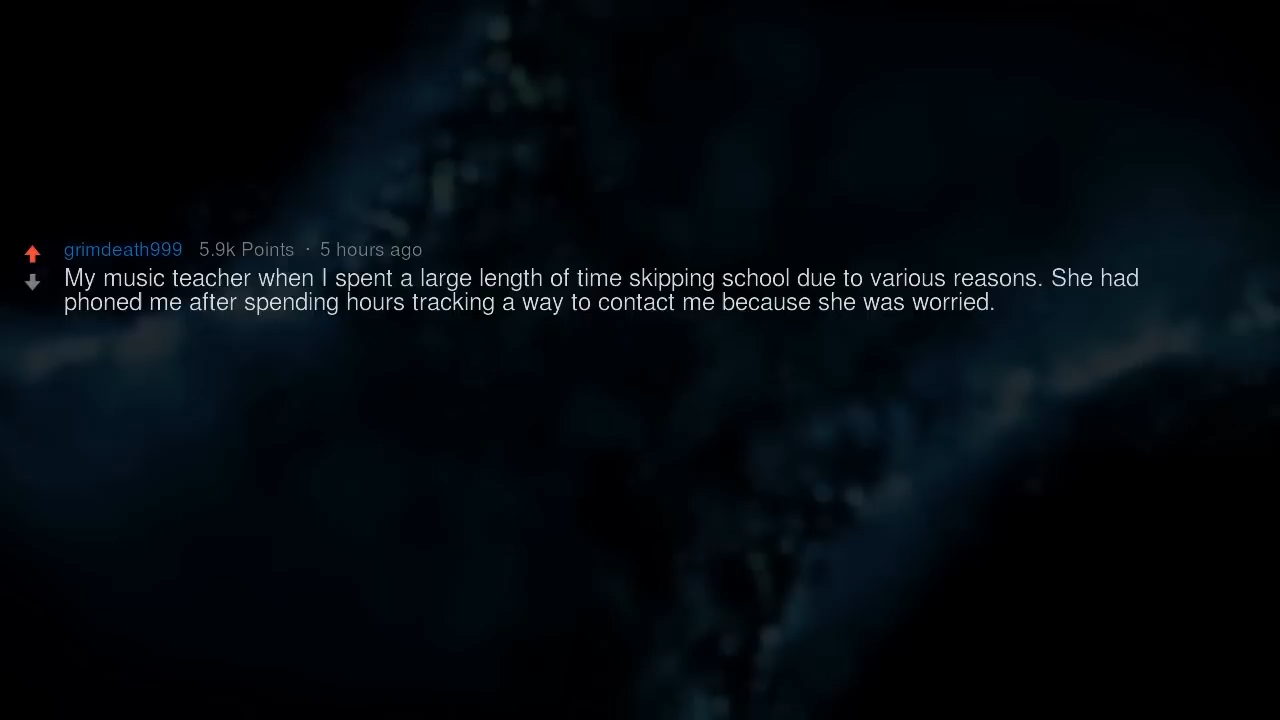 grimdeath999 5.9k Points · 5 hours ago
My music teacher when I spent a large length of time skipping school due to various reasons. She had
phoned me after spending hours tracking a way to contact me because she was worried.